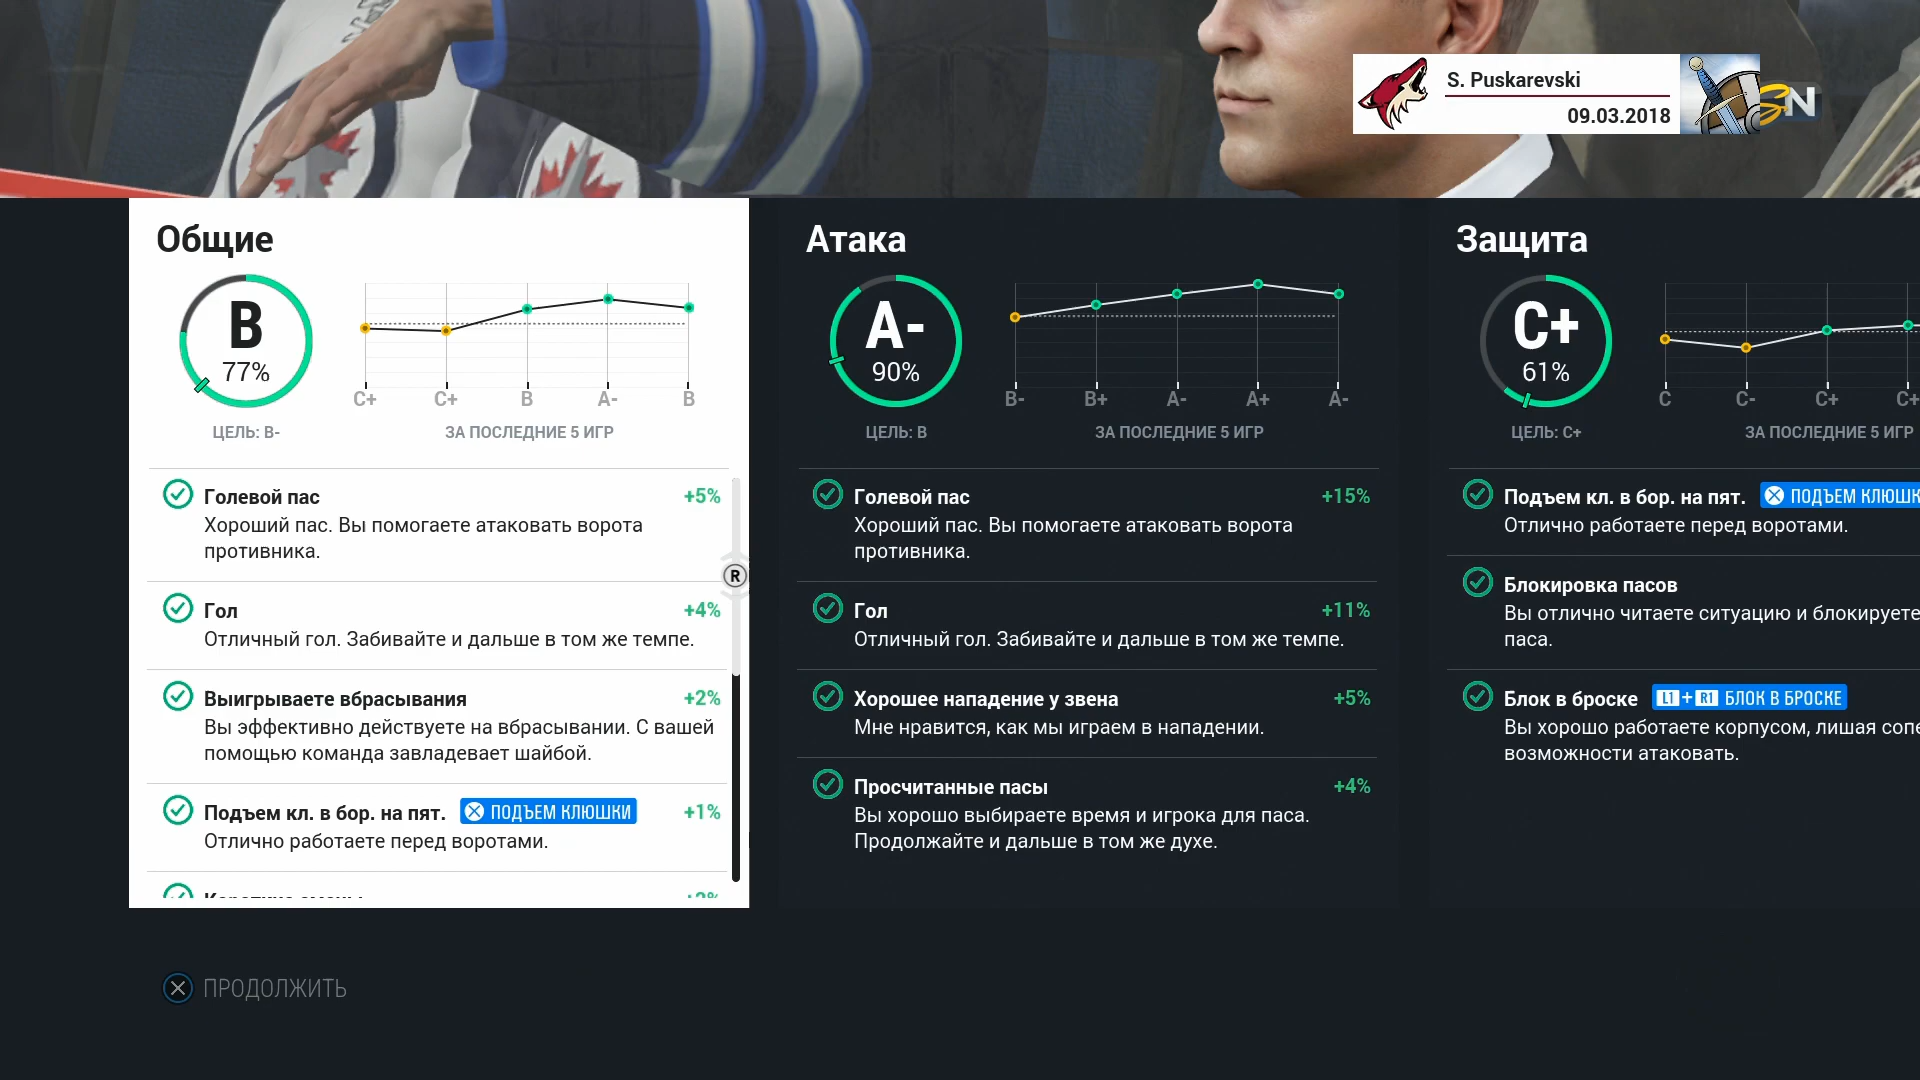 S. Puskarevski
09.03.2018
N
Общие
B
77%
C+ C+ B A- B
ЦЕЛЬ: B-
ЗА ПОСЛЕДНИЕ 5 ИГР
Голевой пас +5%
Хороший пас. Вы помогаете атаковать ворота
противника.
R
Гол +4%
Отличный гол. Забивайте и дальше в том же темпе.
Выигрываете вбрасывания +2%
Вы эффективно действуете на вбрасывании. С вашей
помощью команда завладевает шайбой.
Подъем кл. в бор. на пят. ПОДЪЕМ КЛЮШКИ +1%
Отлично работаете перед воротами.
Атака
A-
90%
B- B+ A- A+ A-
ЦЕЛЬ: B
ЗА ПОСЛЕДНИЕ 5 ИГР
Голевой пас +15%
Хороший пас. Вы помогаете атаковать ворота
противника.
Гол +11%
Отличный гол. Забивайте и дальше в том же темпе.
Хорошее нападение у звена +5%
Мне нравится, как мы играем в нападении.
Просчитанные пасы +4%
Вы хорошо выбираете время и игрока для паса.
Продолжайте и дальше в том же духе.
Защита
C+
61%
C C- C+ C+
ЦЕЛЬ: C+
ЗА ПОСЛЕДНИЕ 5 ИГР
Подъем кл. в бор. на пят. ПОДЪЕМ КЛЮШК
Отлично работаете перед воротами.
Блокировка пасов
Вы отлично читаете ситуацию и блокируете
паса.
Блок в броске L1 + R1 БЛОК В БРОСКЕ
Вы хорошо работаете корпусом, лишая сопе
возможности атаковать.
ПРОДОЛЖИТЬ